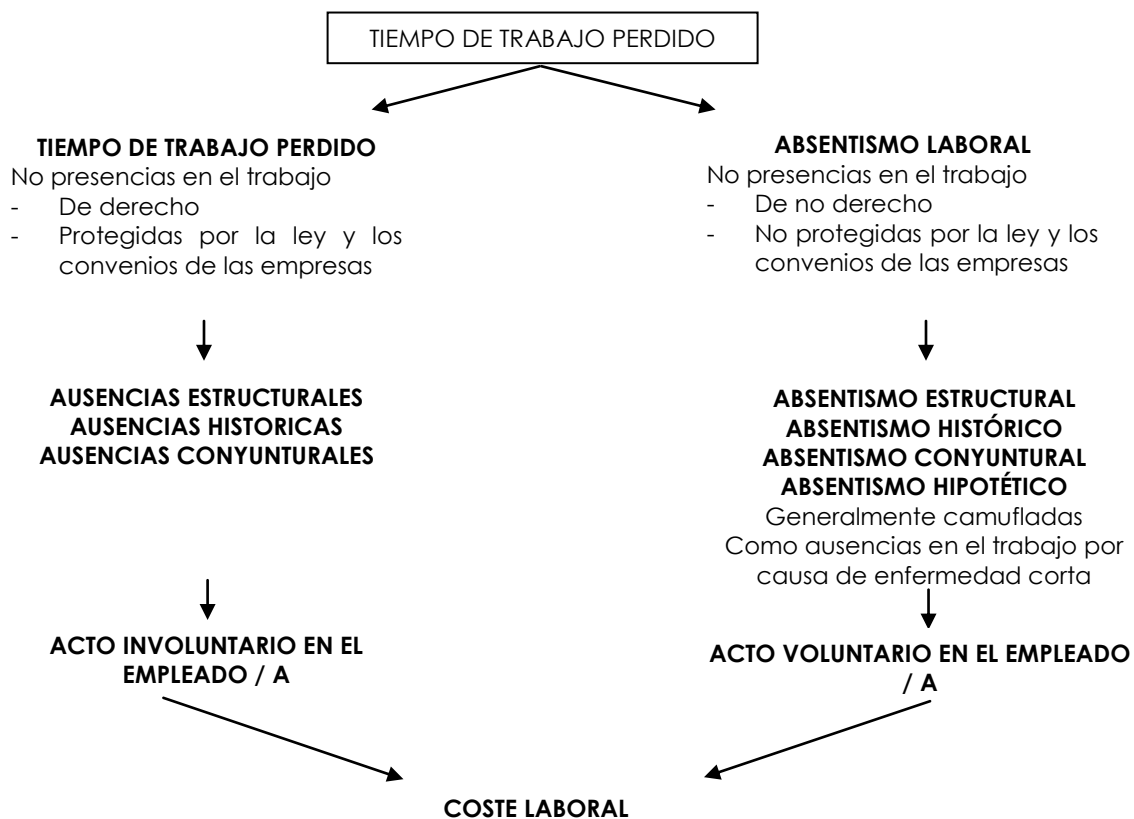 TIEMPO DE TRABAJO PERDIDO
TIEMPO DE TRABAJO PERDIDO
No presencias en el trabajo
- De derecho
- Protegidas por la ley y los
convenios de las empresas
ABSENTISMO LABORAL
No presencias en el trabajo
- De no derecho
- No protegidas por la ley y los
convenios de las empresas
AUSENCIAS ESTRUCTURALES
AUSENCIAS HISTORICAS
AUSENCIAS CONYUNTURALES
ABSENTISMO ESTRUCTURAL
ABSENTISMO HISTÓRICO
ABSENTISMO CONYUNTURAL
ABSENTISMO HIPOTÉTICO
Generalmente camufladas
Como ausencias en el trabajo por
causa de enfermedad corta
ACTO INVOLUNTARIO EN EL
EMPLEADO / A
ACTO VOLUNTARIO EN EL EMPLEADO
/ A
COSTE LABORAL